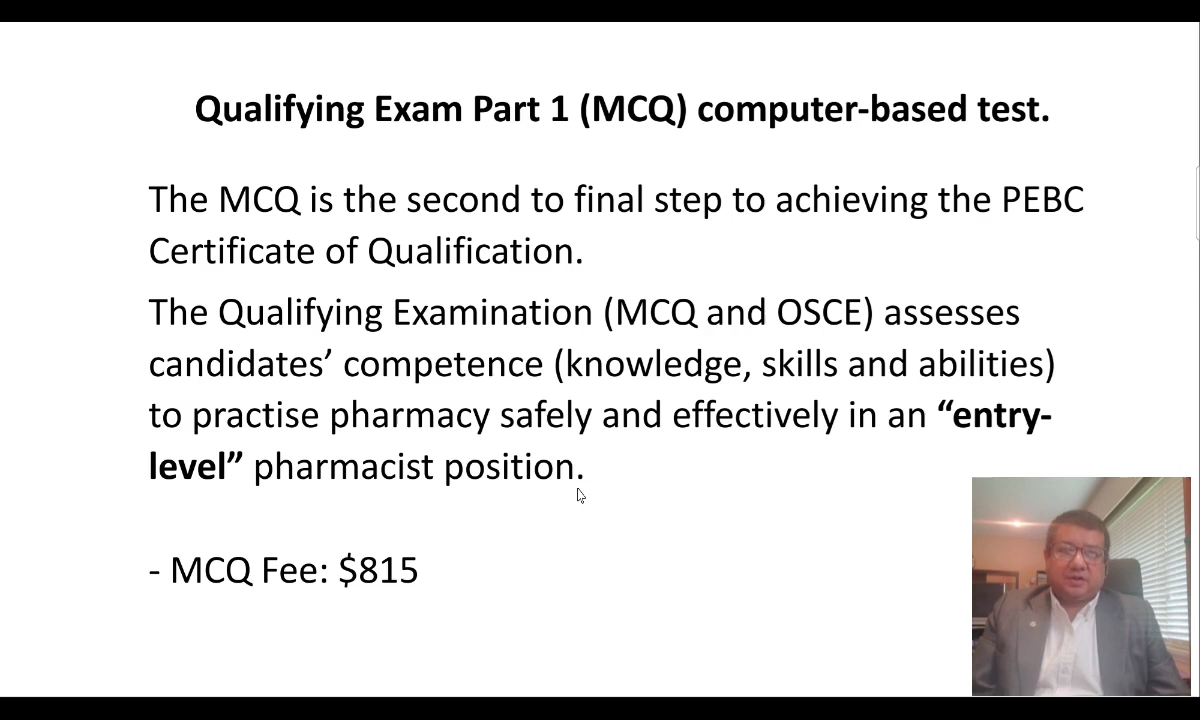 Qualifying Exam Part 1 (MCQ) computer-based test.
The MCQ is the second to final step to achieving the PEBC
Certificate of Qualification.
The Qualifying Examination (MCQ and OSCE) assesses
candidates’ competence (knowledge, skills and abilities)
to practise pharmacy safely and effectively in an “entry-
level” pharmacist position.
- MCQ Fee: $815